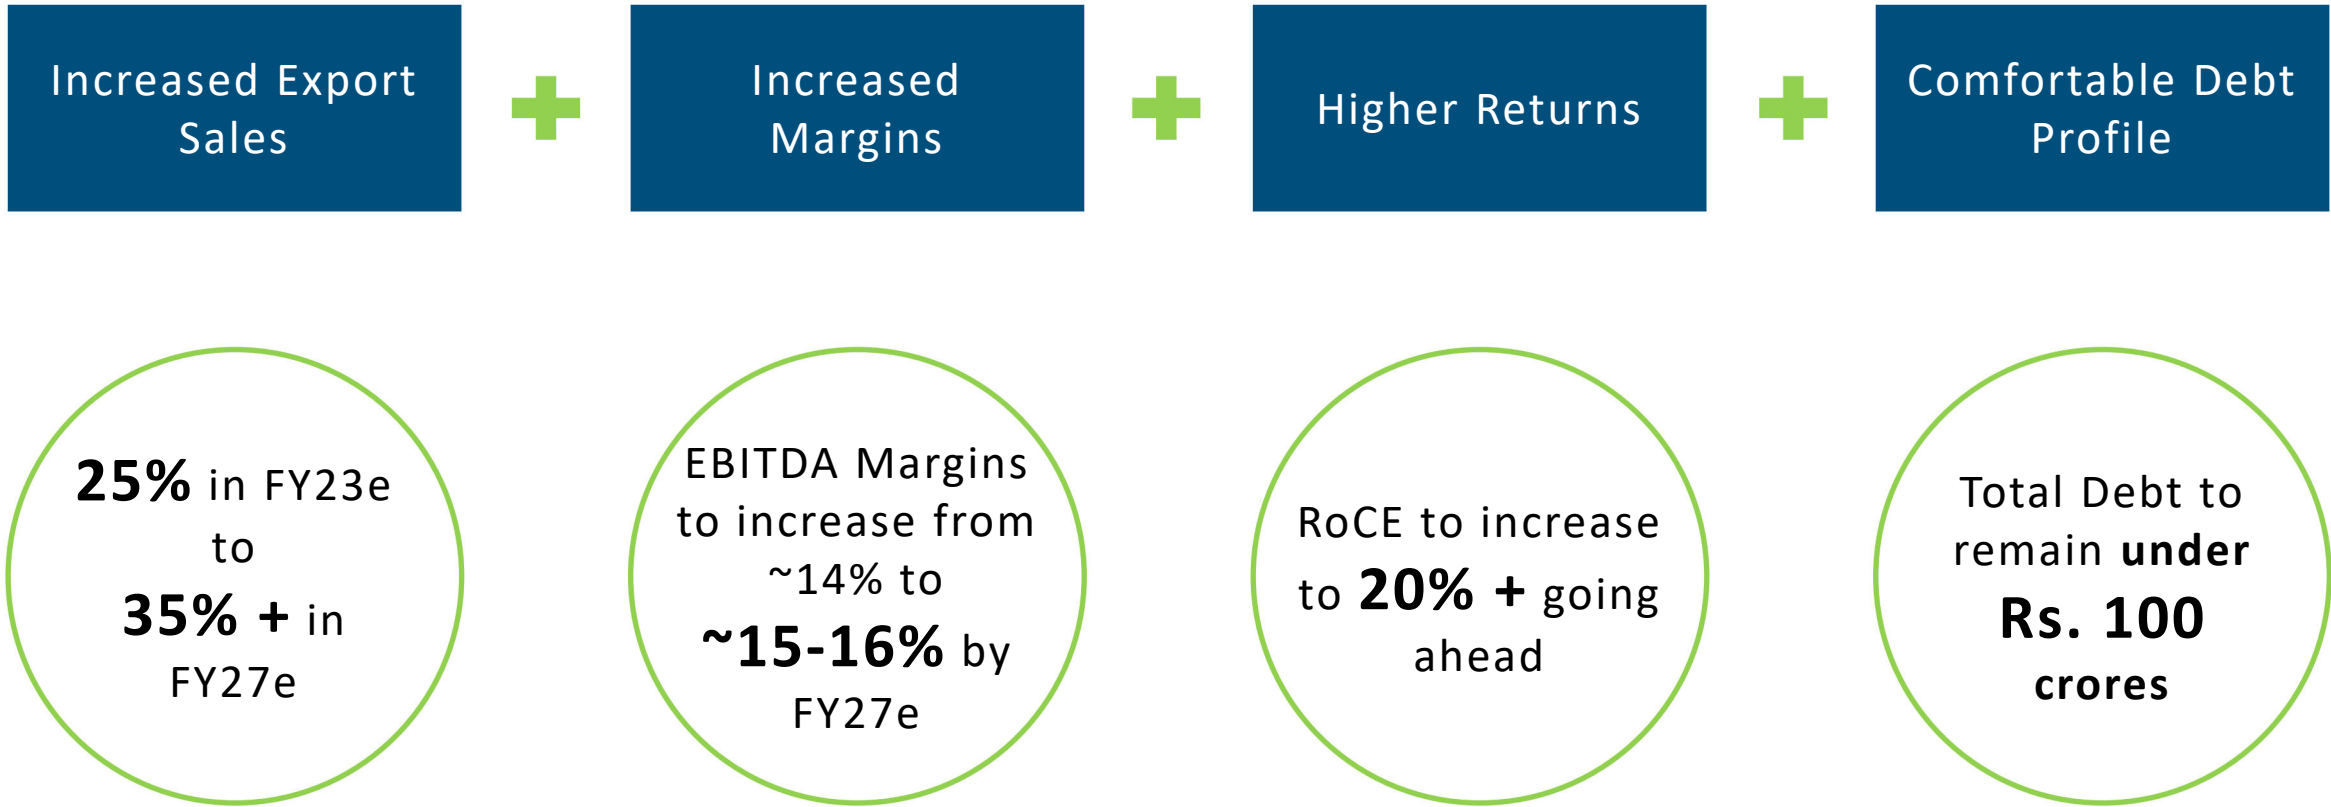 Increased Export
Sales
Increased
Margins
Higher Returns
Comfortable Debt
Profile
25% in FY23e
to
35% + in
FY27e
EBITDA Margins
to increase from
~14% to
~15-16% by
FY27e
RoCE to increase
to 20% + going
ahead
Total Debt to
remain under
Rs. 100
crores